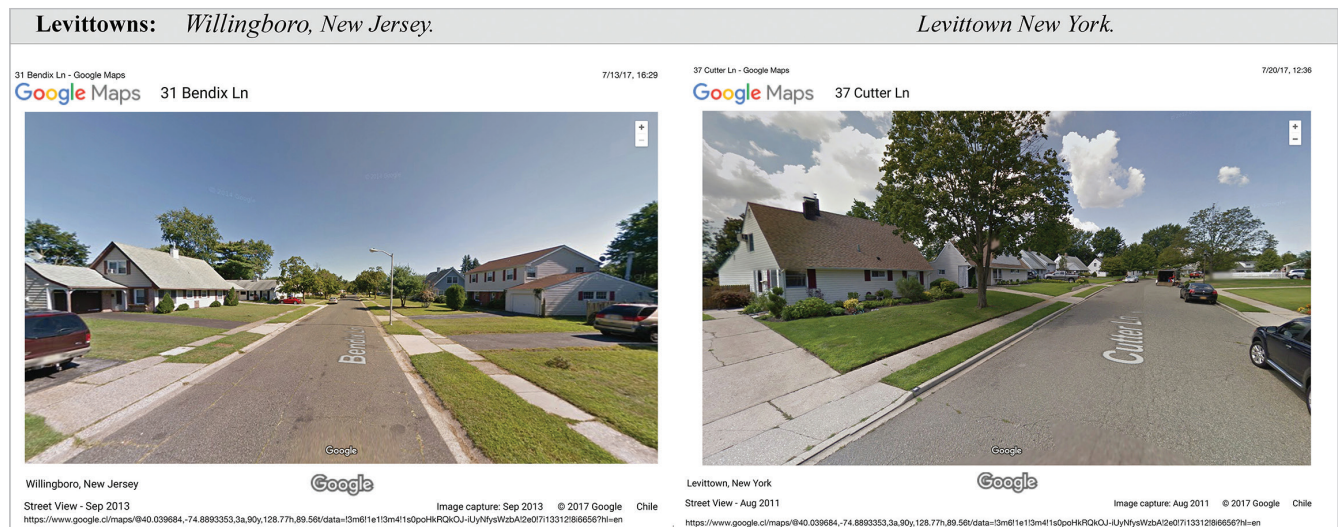 Levittowns: Willingboro, New Jersey.
Levittown New York.
31 Bendix Ln - Google Maps
7/13/17, 16:29
Google Maps 31 Bendix Ln
+
-
Bendix Ln
Google
Google
Willingboro, New Jersey
Street View - Sep 2013
Image capture: Sep 2013 © 2017 Google Chile
https://www.google.cl/maps/@40.039684,-74.8893353,3a,90y,128.77h,89.56t/data=!3m6!1e1!3m4!1s0poHkRQkOJ-iUyNfysWzbA!2e0!7i13312!8i6656?hl=en
37 Cutter Ln - Google Maps
7/20/17, 12:36
Google Maps 37 Cutter Ln
+
-
Cutter Ln
Google
Google
Levittown, New York
Street View - Aug 2011
Image capture: Aug 2011 © 2017 Google Chile
https://www.google.cl/maps/@40.039684,-74.8893353,3a,90y,128.77h,89.56t/data=!3m6!1e1!3m4!1s0poHkRQkOJ-iUyNfysWzbA!2e0!7i13312!8i6656?hl=en